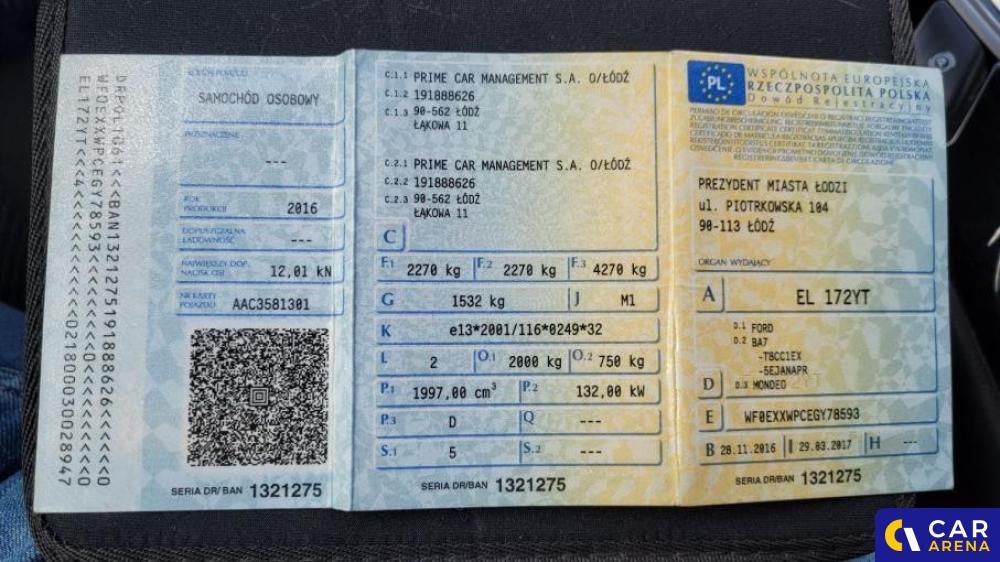 DRPOL1G61<<<BAN13212751918886​26<<<<<<0
WF0EXXWPCEGY78593<<<<<<<<<<<<<<<<<<0
EL172YT<<4<<<<<<<<<<<021800030028947
RODZAJ POJAZDU
SAMOCHÓD OSOBOWY
PRZEZNACZENIE
---
ROK PRODUKCJI 2016
DOPUSZCZALNA ŁADOWNOŚĆ ---
NAJWIĘKSZY DOP. NACISK OSI 12,01 kN
NR KARTY POJAZDU AAC3581301
SERIA DR/BAN 1321275
C.1.1 PRIME CAR MANAGEMENT S.A. O/ŁÓDŹ
C.1.2 191888626
C.1.3 90-562 ŁÓDŹ
ŁĄKOWA 11
C.2.1 PRIME CAR MANAGEMENT S.A. O/ŁÓDŹ
C.2.2 191888626
C.2.3 90-562 ŁÓDŹ
ŁĄKOWA 11
C
F.1 2270 kg F.2 2270 kg F.3 4270 kg
G 1532 kg J M1
K e13*2001/116*0249*32
L 2 O.1 2000 kg O.2 750 kg
P.1 1997,00 cm³ P.2 132,00 kW
P.3 D Q ---
S.1 5 S.2 ---
SERIA DR/BAN 1321275
PL
WSPÓLNOTA EUROPEJSKA
RZECZPOSPOLITA POLSKA
Dowód Rejestracyjny
PREZYDENT MIASTA ŁODZI
ul. PIOTRKOWSKA 104
90-113 ŁÓDŹ
ORGAN WYDAJĄCY
A EL 172YT
D.1 FORD
D.2 BA7
-T8CC1EX
-5EJANAPR
D D.3 MONDEO
E WF0EXXWPCEGY78593
B 28.11.2016 I 29.03.2017 H ---
SERIA DR/BAN 1321275
CAR
ARENA